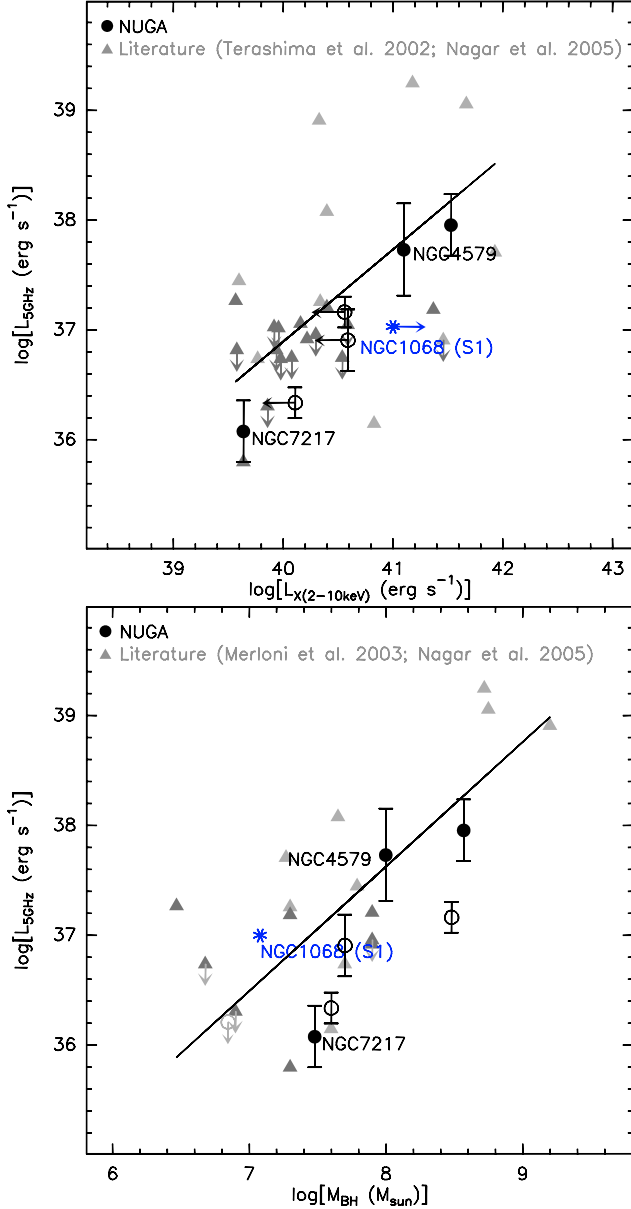 NUGA
Literature (Terashima et al. 2002; Nagar et al. 2005)
39
38
37
36
log[L5GHz (erg s−1)]
NGC4579
NGC1068 (S1)
NGC7217
39 40 41 42 43
log[LX(2−10keV) (erg s−1)]
NUGA
Literature (Merloni et al. 2003; Nagar et al. 2005)
39
38
37
36
log[L5GHz (erg s−1)]
NGC4579
NGC1068 (S1)
NGC7217
6 7 8 9
log[MBH (Msun)]